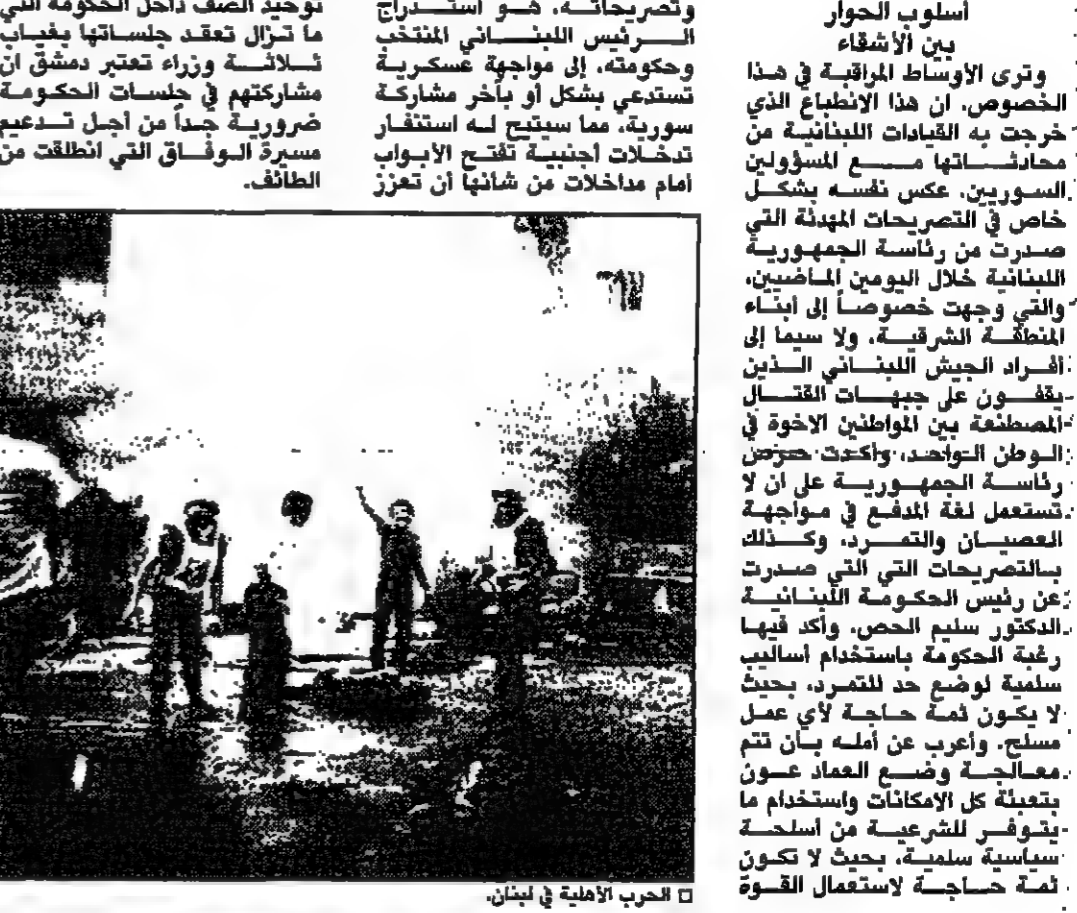 أسلوب الحوار
بين الأشقاء
وترى الأوساط المراقبة في هذا
الخصوص، ان هذا الإنطباع الذي
خرجت به القيادات اللبنانية من
محادثاتها مع المسؤولين
السوريين، عكس نفسه بشكل
خاص في التصريحات المهدئة التي
صدرت من رئاسة الجمهورية
اللبنانية خلال اليومين الماضيين،
والتي وجهت خصوصاً إلى أبناء
المنطقة الشرقية، ولا سيما إلى
أفراد الجيش اللبناني الذين
يقفون على جبهات القتال
المصطنعة بين المواطنين الاخوة في
الوطن الواحد، واكدت حرص
رئاسة الجمهورية على ان لا
تستعمل لغة المدفع في مواجهة
العصيان والتمرد، وكذلك
بالتصريحات التي التي صدرت
عن رئيس الحكومة اللبنانية
الدكتور سليم الحص، وأكد فيها
رغبة الحكومة باستخدام أساليب
سلمية لوضع حد للتمرد، بحيث
لا يكون ثمة حاجة لأي عمل
مسلح. وأعرب عن أمله بأن تتم
معالجة وضع العماد عون
بتعبئة كل الامكانات واستخدام ما
يتوفر للشرعية من أسلحة
سياسية سلمية، بحيث لا تكون
ثمة حاجة لاستعمال القوة
وتصريحاته، هو استدراج
الرئيس اللبناني المنتخب
وحكومته، إلى مواجهة عسكرية
تستدعي بشكل أو بآخر مشاركة
سورية، مما سيتيح له استنفار
تدخلات أجنبية تفتح الأبواب
أمام مداخلات من شأنها أن تعزز
توحيد الصف داخل الحكومة التي
ما تزال تعقد جلساتها بغياب
ثلاثة وزراء تعتبر دمشق ان
مشاركتهم في جلسات الحكومة
ضرورية جداً من أجل تدعيم
مسيرة الوفاق التي انطلقت من
الطائف.
□ الحرب الأهلية في لبنان.